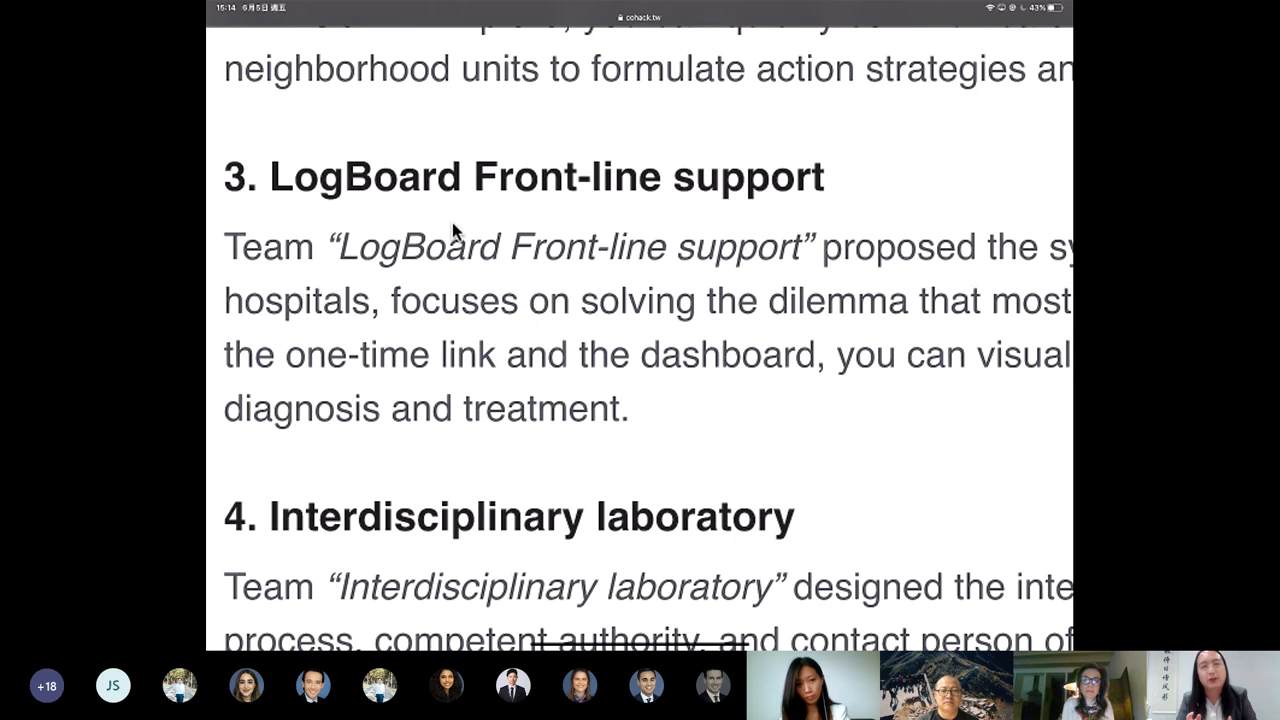 15:14 6月5日 週五
43%
cohack.tw
neighborhood units to formulate action strategies an
3. LogBoard Front-line support
Team “LogBoard Front-line support” proposed the sy
hospitals, focuses on solving the dilemma that most
the one-time link and the dashboard, you can visual
diagnosis and treatment.
4. Interdisciplinary laboratory
Team “Interdisciplinary laboratory” designed the inte
process, competent authority, and contact person of
+18
JS